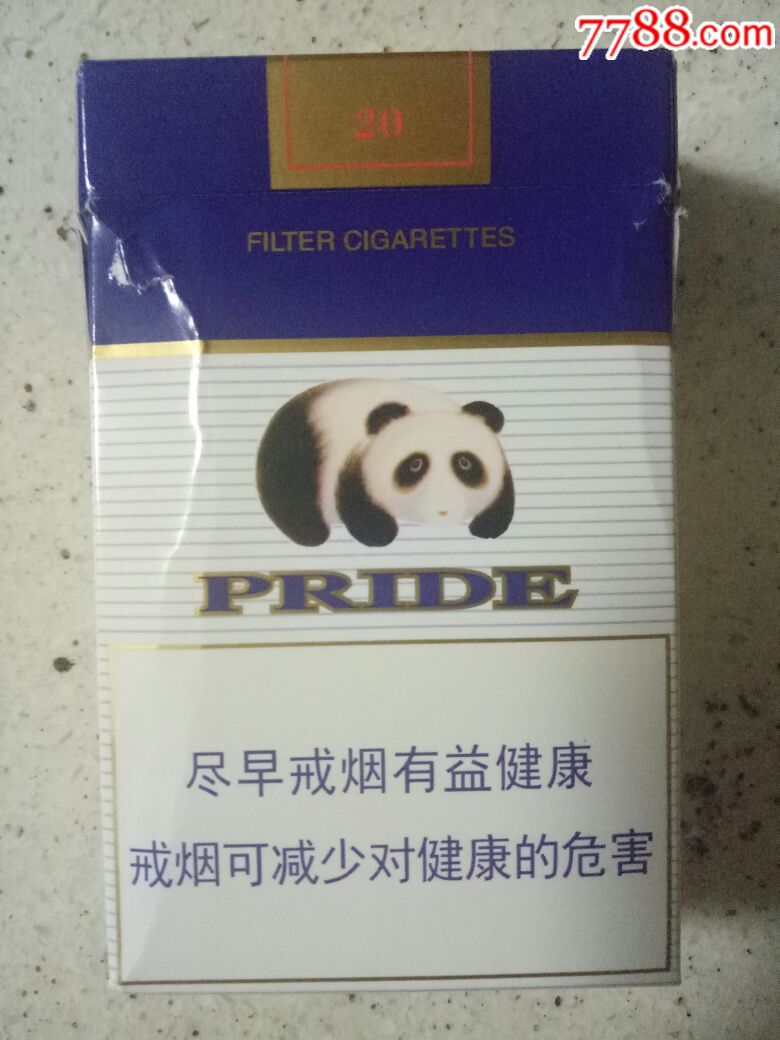 7788.com
20
FILTER CIGARETTES
PRIDE
尽早戒烟有益健康
戒烟可减少对健康的危害